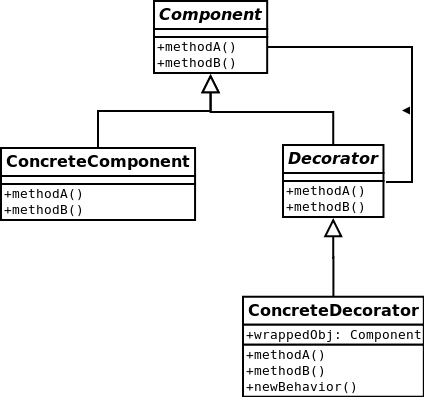 Component
+methodA()
+methodB()
ConcreteComponent
+methodA()
+methodB()
Decorator
+methodA()
+methodB()
ConcreteDecorator
+wrappedObj: Component
+methodA()
+methodB()
+newBehavior()